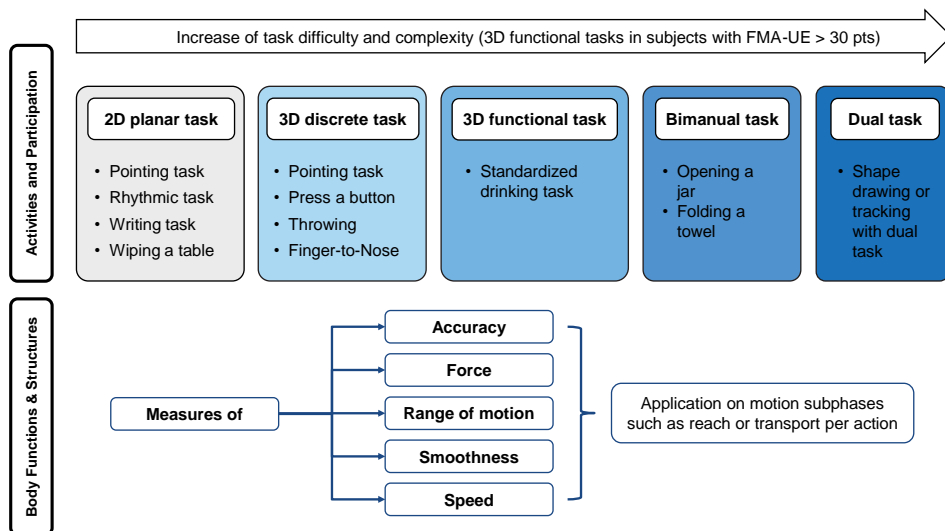 Increase of task difficulty and complexity (3D functional tasks in subjects with FMA-UE > 30 pts)
Activities and Participation
2D planar task
• Pointing task
• Rhythmic task
• Writing task
• Wiping a table
3D discrete task
• Pointing task
• Press a button
• Throwing
• Finger-to-Nose
3D functional task
• Standardized
drinking task
Bimanual task
• Opening a
jar
• Folding a
towel
Dual task
• Shape
drawing or
tracking
with dual
task
Body Functions & Structures
Measures of
Accuracy
Force
Range of motion
Smoothness
Speed
Application on motion subphases
such as reach or transport per action